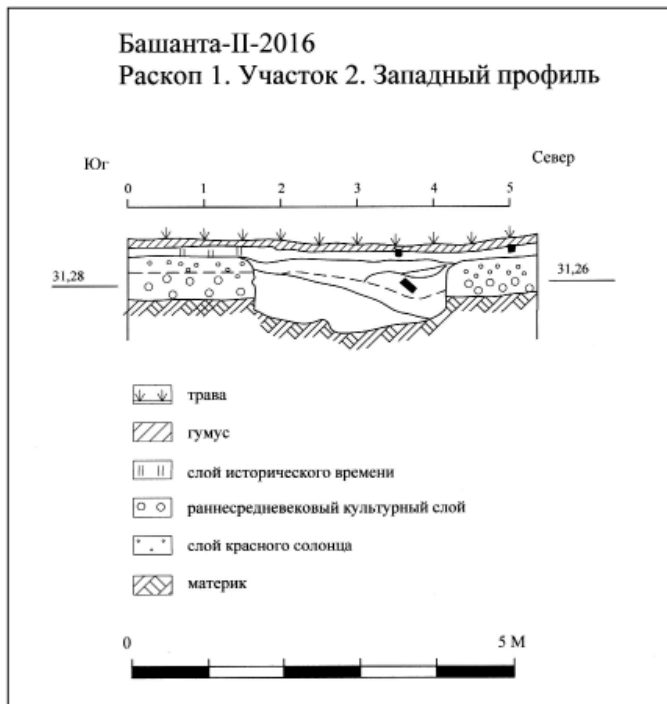 Башанта-II-2016
Раскоп 1. Участок 2. Западный профиль
Юг Север
0 1 2 3 4 5
31,28 31,26
трава
гумус
слой исторического времени
раннесредневековый культурный слой
слой красного солонца
материк
0 5 М